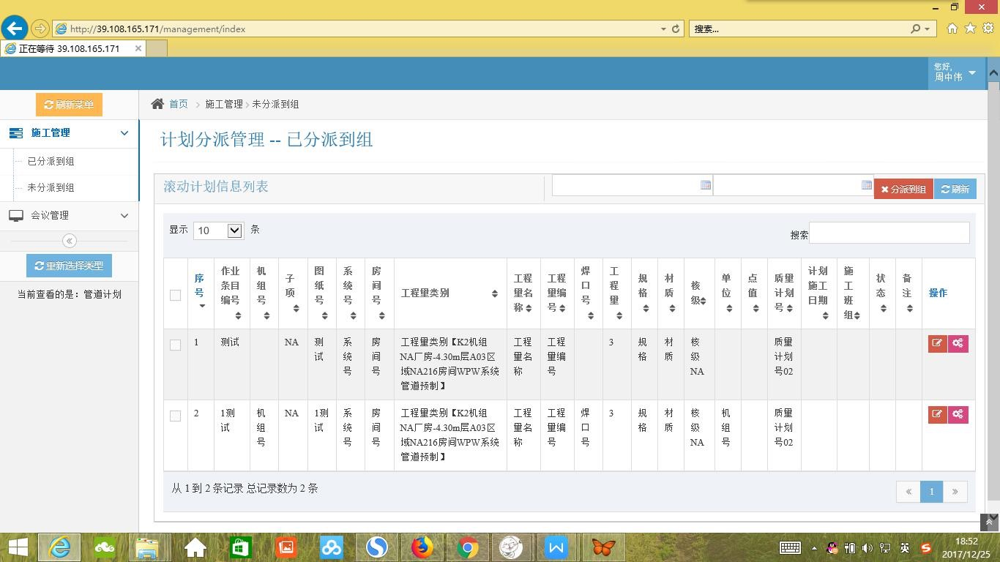 http://39.108.165.171/management/index
搜索...
正在等待 39.108.165.171
您好,
周中伟
刷新菜单
首页
施工管理
未分派到组
施工管理
已分派到组
未分派到组
会议管理
重新选择类型
当前查看的是：管道计划
计划分派管理 -- 已分派到组
滚动计划信息列表
分派到组
刷新
显示 10 条
搜索
序号
作业条目编号
机组号
子项
图纸号
系统号
房间号
工程量类别
工程量名称
工程量编号
焊口号
工程量
规格
材质
核级
单位
点值
质量计划号
计划施工日期
施工班组
状态
备注
操作
1
测试
NA
测试
系统号
房间号
工程量类别【K2机组
NA厂房-4.30m层A03区
域NA216房间WPW系统
管道预制】
工程量名称
工程量编号
3
规格
材质
核级NA
质量计划号02
2
1测试
机组号
NA
1测试
系统号
房间号
工程量类别【K2机组
NA厂房-4.30m层A03区
域NA216房间WPW系统
管道预制】
工程量名称
工程量编号
焊口号
3
规格
材质
核级NA
机组号
质量计划号02
从 1 到 2 条记录 总记录数为 2 条
« 1 »
英
18:52
2017/12/25